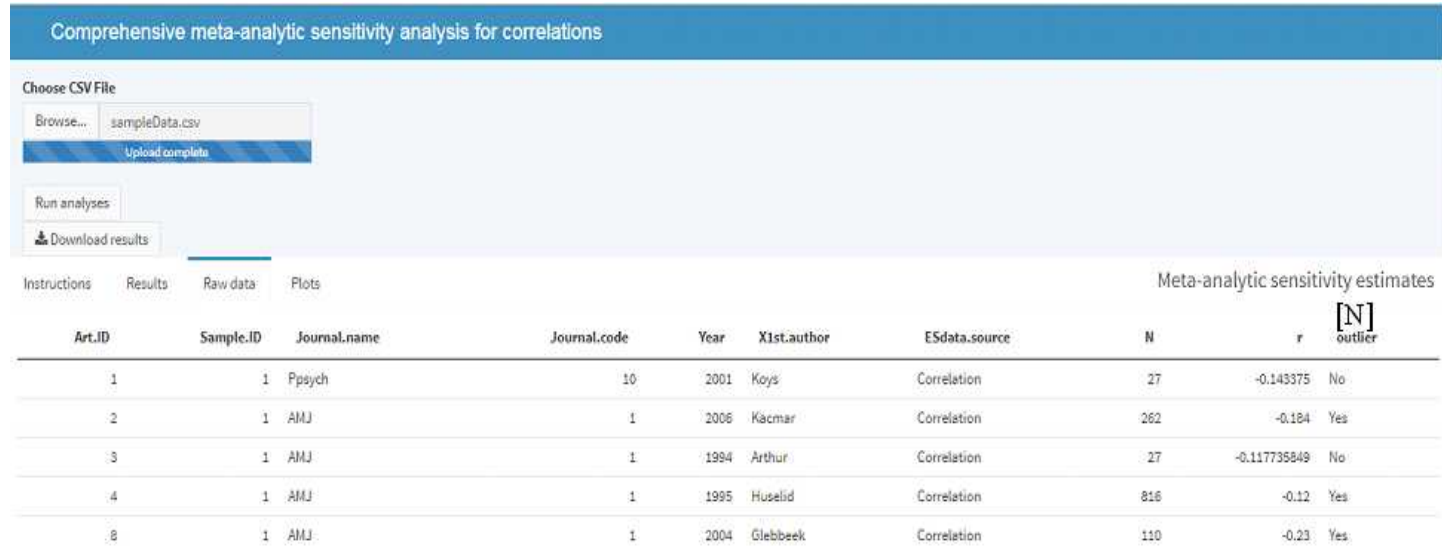 Comprehensive meta-analytic sensitivity analysis for correlations
Choose CSV File
Browse... sampleData.csv
Upload complete
Run analyses
Download results
Instructions Results Raw data Plots Meta-analytic sensitivity estimates
[N]
Art.ID Sample.ID Journal.name Journal.code Year X1st.author ESdata.source N r outlier
1 1 Ppsych 10 2001 Koys Correlation 27 -0.143375 No
2 1 AMJ 1 2006 Kacmar Correlation 262 -0.184 Yes
3 1 AMJ 1 1994 Arthur Correlation 27 -0.117735849 No
4 1 AMJ 1 1995 Huselid Correlation 816 -0.12 Yes
8 1 AMJ 1 2004 Glebbeek Correlation 110 -0.23 Yes